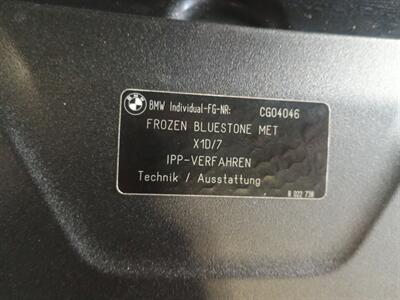 BMW Individual-FG-NR: CG04046
FROZEN BLUESTONE MET
X1D/7
IPP-VERFAHREN
Technik / Ausstattung